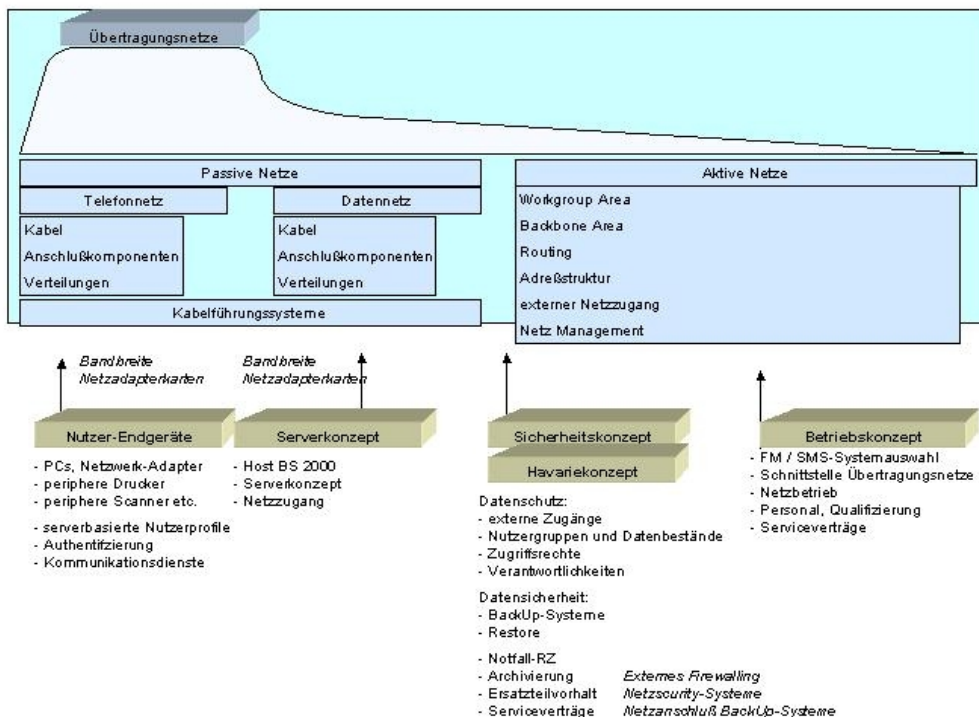 Übertragungsnetze
Passive Netze
Telefonnetz
Kabel
Anschlußkomponenten
Verteilungen
Datennetz
Kabel
Anschlußkomponenten
Verteilungen
Kabelführungssysteme
Aktive Netze
Workgroup Area
Backbone Area
Routing
Adreßstruktur
externer Netzzugang
Netz Management
Bandbreite
Netzadapterkarten
Bandbreite
Netzadapterkarten
Nutzer-Endgeräte
- PCs, Netzwerk-Adapter
- periphere Drucker
- periphere Scanner etc.
- serverbasierte Nutzerprofile
- Authentifzierung
- Kommunikationsdienste
Serverkonzept
- Host BS 2000
- Serverkonzept
- Netzzugang
Sicherheitskonzept
Havariekonzept
Datenschutz:
- externe Zugänge
- Nutzergruppen und Datenbestände
- Zugriffsrechte
- Verantwortlichkeiten
Datensicherheit:
- BackUp-Systeme
- Restore
- Notfall-RZ
- Archivierung
- Ersatzteilvorhalt
- Serviceverträge
Externes Firewalling
Netzscurity-Systeme
Netzanschluß BackUp-Systeme
Betriebskonzept
- FM / SMS-Systemauswahl
- Schnittstelle Übertragungsnetze
- Netzbetrieb
- Personal, Qualifizierung
- Serviceverträge